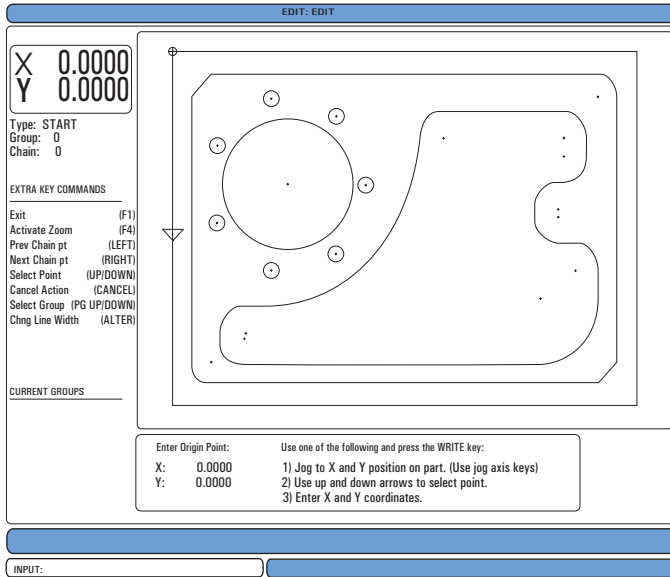 EDIT: EDIT
X 0.0000
Y 0.0000
Type: START
Group: 0
Chain: 0
EXTRA KEY COMMANDS
Exit (F1)
Activate Zoom (F4)
Prev Chain pt (LEFT)
Next Chain pt (RIGHT)
Select Point (UP/DOWN)
Cancel Action (CANCEL)
Select Group (PG UP/DOWN)
Chng Line Width (ALTER)
CURRENT GROUPS
Enter Origin Point:
X: 0.0000
Y: 0.0000
Use one of the following and press the WRITE key:
1) Jog to X and Y position on part. (Use jog axis keys)
2) Use up and down arrows to select point.
3) Enter X and Y coordinates.
INPUT: